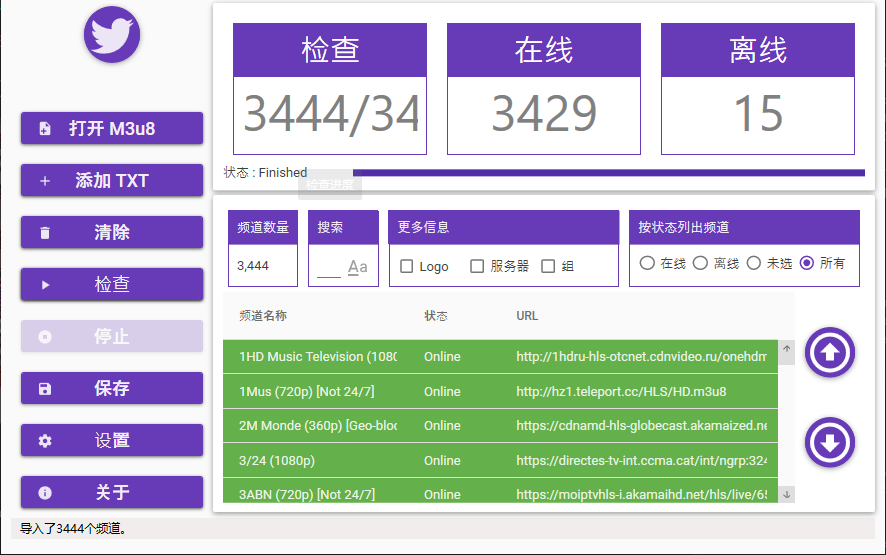 打开 M3u8
添加 TXT
清除
检查
停止
保存
设置
关于
检查 在线 离线
3444/34 3429 15
状态 : Finished
检查进度
频道数量 搜索 更多信息 按状态列出频道
3,444 Aa Logo 服务器 组 在线 离线 未选 所有
频道名称 状态 URL
1HD Music Television (1080 Online http://1hdru-hls-otcnet.cdnvideo.ru/onehdm
1Mus (720p) [Not 24/7] Online http://hz1.teleport.cc/HLS/HD.m3u8
2M Monde (360p) [Geo-bloc Online https://cdnamd-hls-globecast.akamaized.ne
3/24 (1080p) Online https://directes-tv-int.ccma.cat/int/ngrp:324
3ABN (720p) [Not 24/7] Online https://moiptvhls-i.akamaihd.net/hls/live/65
导入了3444个频道。